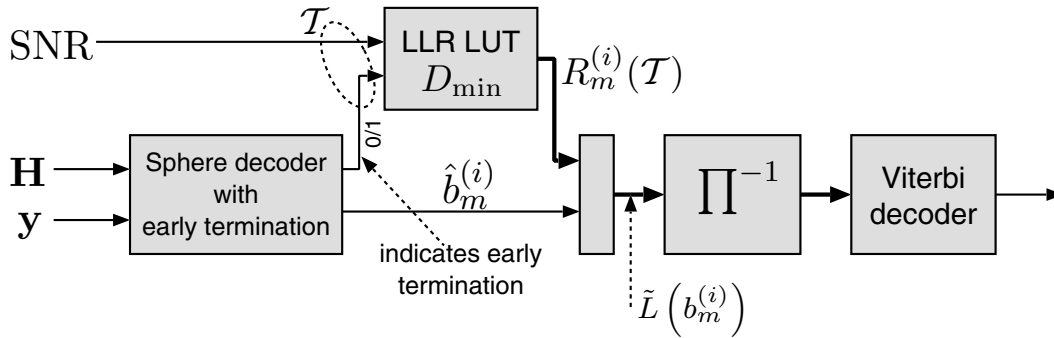 SNR
𝒯
LLR LUT
D_min
R_m^{(i)}(𝒯)
0/1
H
y
Sphere decoder
with
early termination
b̂_m^{(i)}
∏^{-1}
Viterbi
decoder
indicates early
termination
L̃(b_m^{(i)})